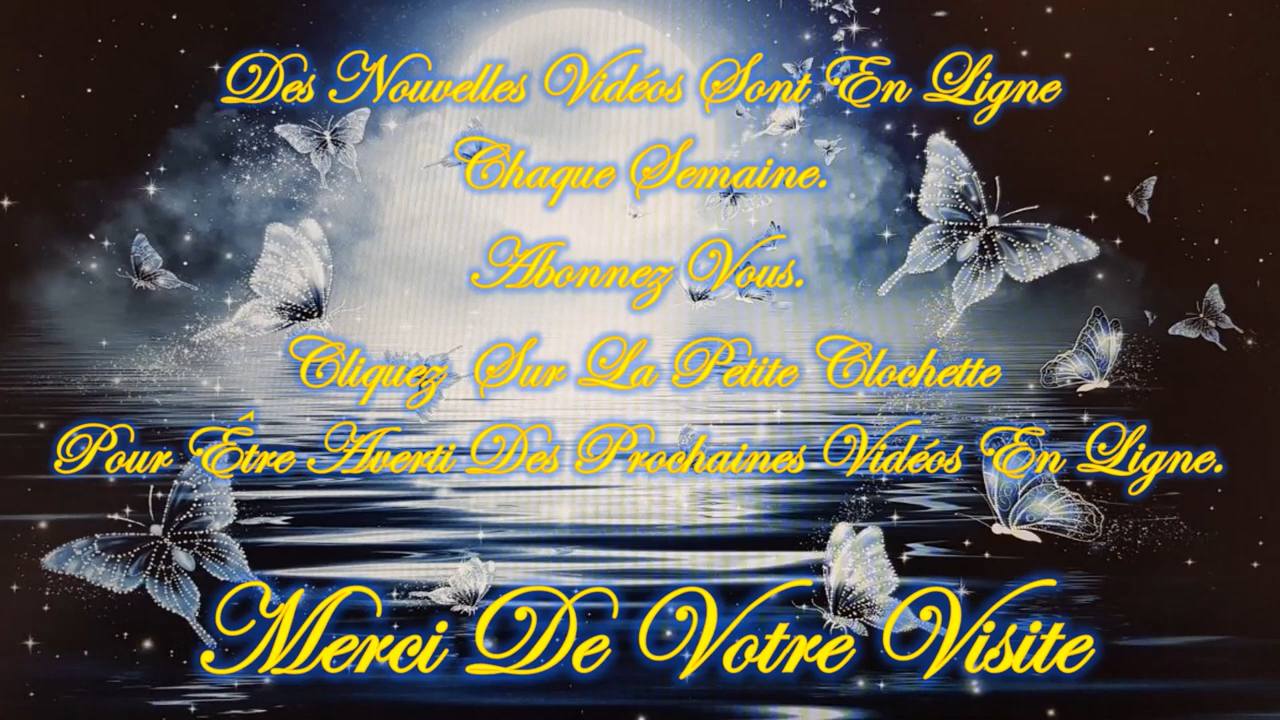 Des Nouvelles Vidéos Sont En Ligne
Chaque Semaine.
Abonnez Vous.
Cliquez Sur La Petite Clochette
Pour Être Averti Des Prochaines Vidéos En Ligne.
Merci De Votre Visite